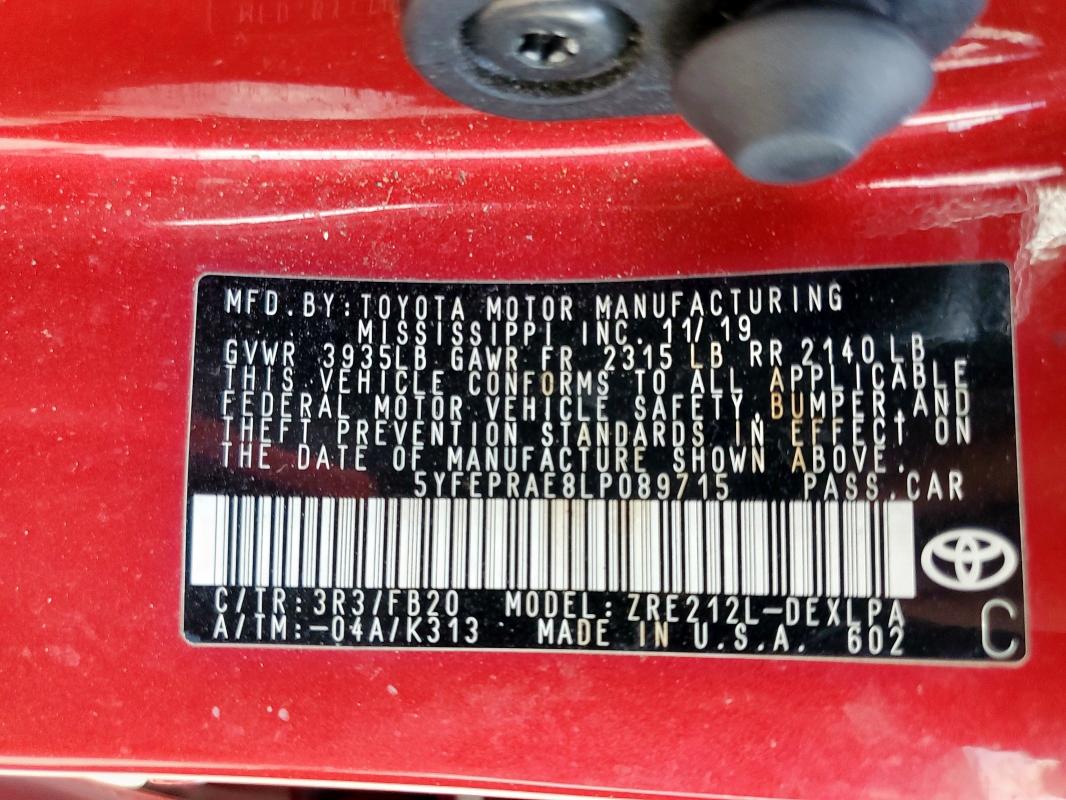 MFD.BY:TOYOTA MOTOR MANUFACTURING
MISSISSIPPI INC. 11/19
GVWR 3935LB GAWR FR 2315 LB RR 2140 LB
THIS VEHICLE CONFORMS TO ALL APPLICABLE
FEDERAL MOTOR VEHICLE SAFETY, BUMPER, AND
THEFT PREVENTION STANDARDS IN EFFECT ON
THE DATE OF MANUFACTURE SHOWN ABOVE.
5YFEPRAE8LP089715 PASS.CAR
C/TR:3R3/FB20 MODEL:ZRE212L-DEXLPA
A/TM:-04A/K313 MADE IN U.S.A. 602
C